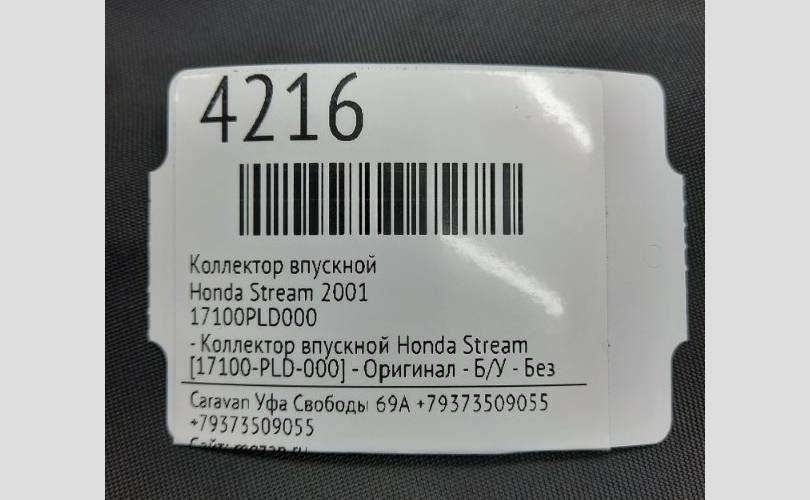 4216
Коллектор впускной
Honda Stream 2001
17100PLD000
- Коллектор впускной Honda Stream
[17100-PLD-000] - Оригинал - Б/У - Без
Caravan Уфа Свободы 69А +79373509055
+79373509055